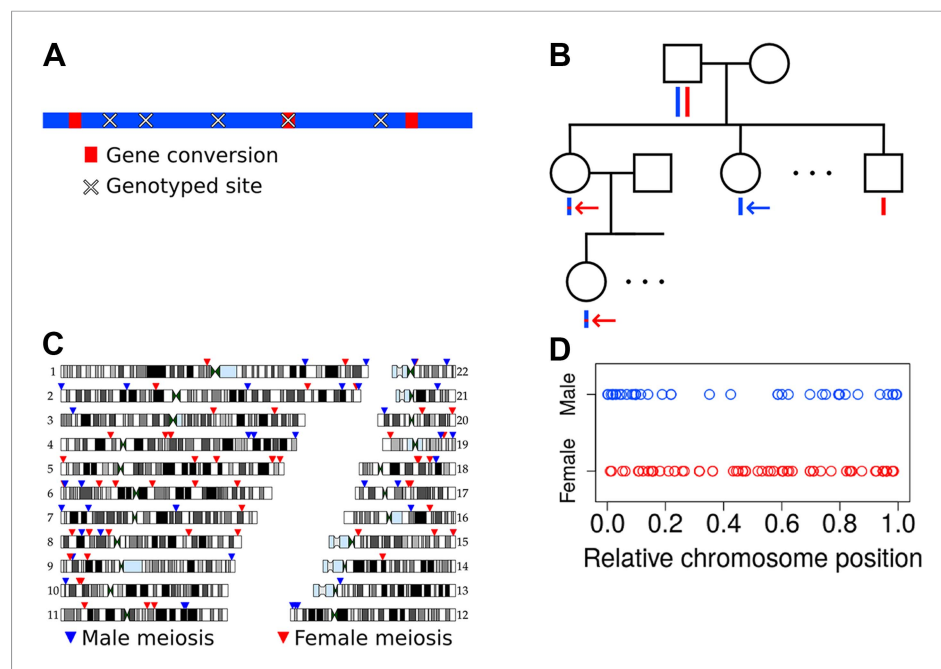 A
B
Gene conversion
Genotyped site
. . .
. . .
C
1 22
2 21
3 20
4 19
5 18
6 17
7 16
8 15
9 14
10 13
11 12
Male meiosis Female meiosis
D
Male
Female
0.0 0.2 0.4 0.6 0.8 1.0
Relative chromosome position